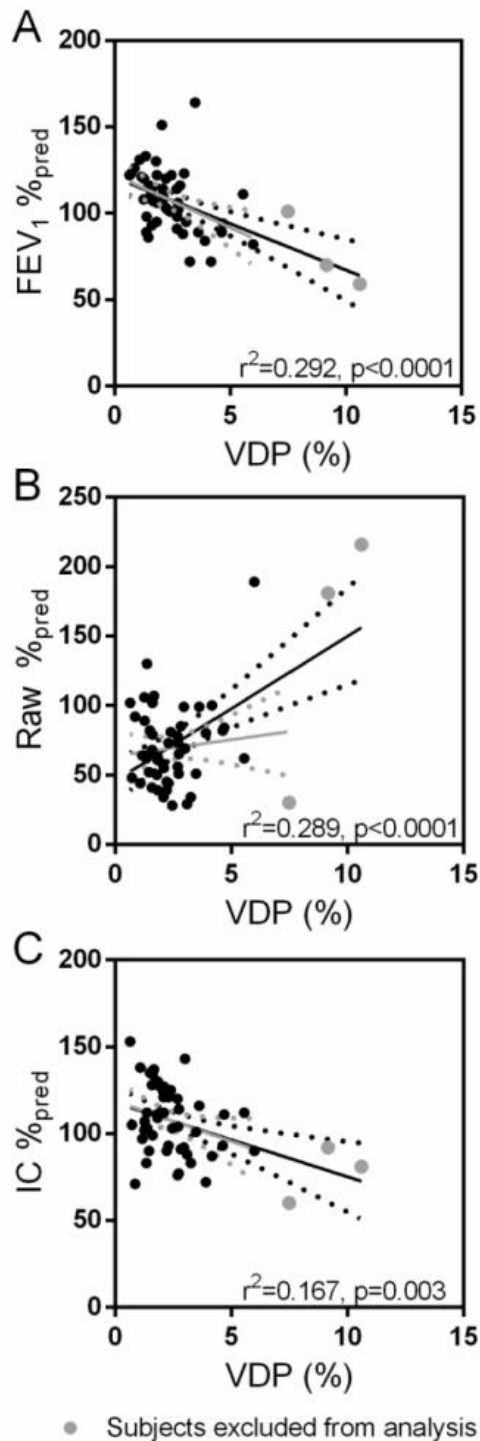 A
200
150
100
50
0
FEV1 %pred
r2=0.292, p<0.0001
0 5 10 15
VDP (%)
B
250
200
150
100
50
0
Raw %pred
r2=0.289, p<0.0001
0 5 10 15
VDP (%)
C
200
150
100
50
0
IC %pred
r2=0.167, p=0.003
0 5 10 15
VDP (%)
Subjects excluded from analysis